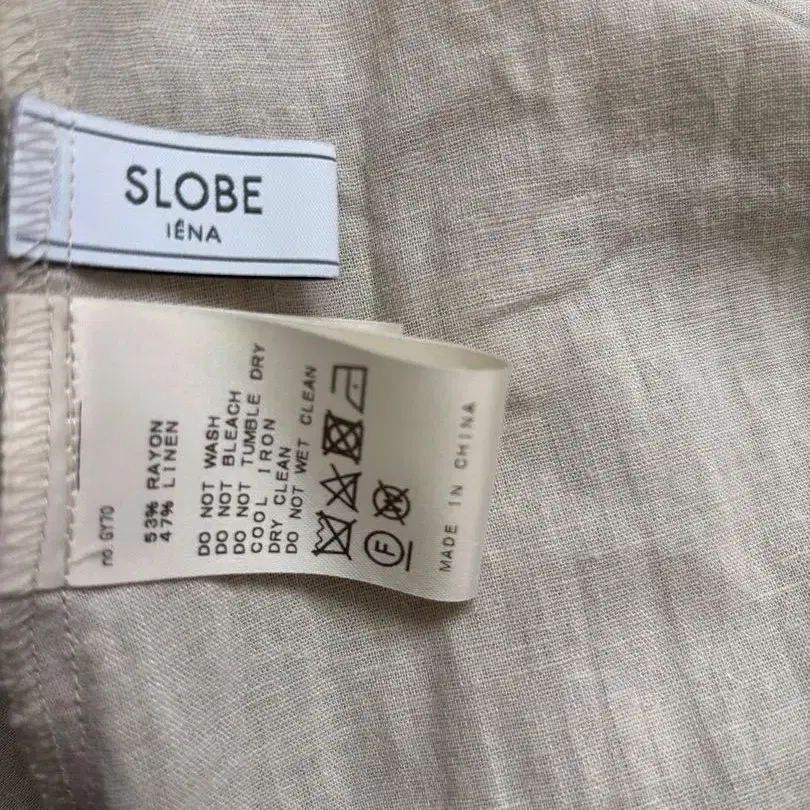 SLOBE
IÉNA
no.GY70
53% RAYON
47% LINEN
DO NOT WASH
DO NOT BLEACH
DO NOT TUMBLE DRY
COOL IRON
DRY CLEAN
DO NOT WET CLEAN
F W
MADE IN CHINA